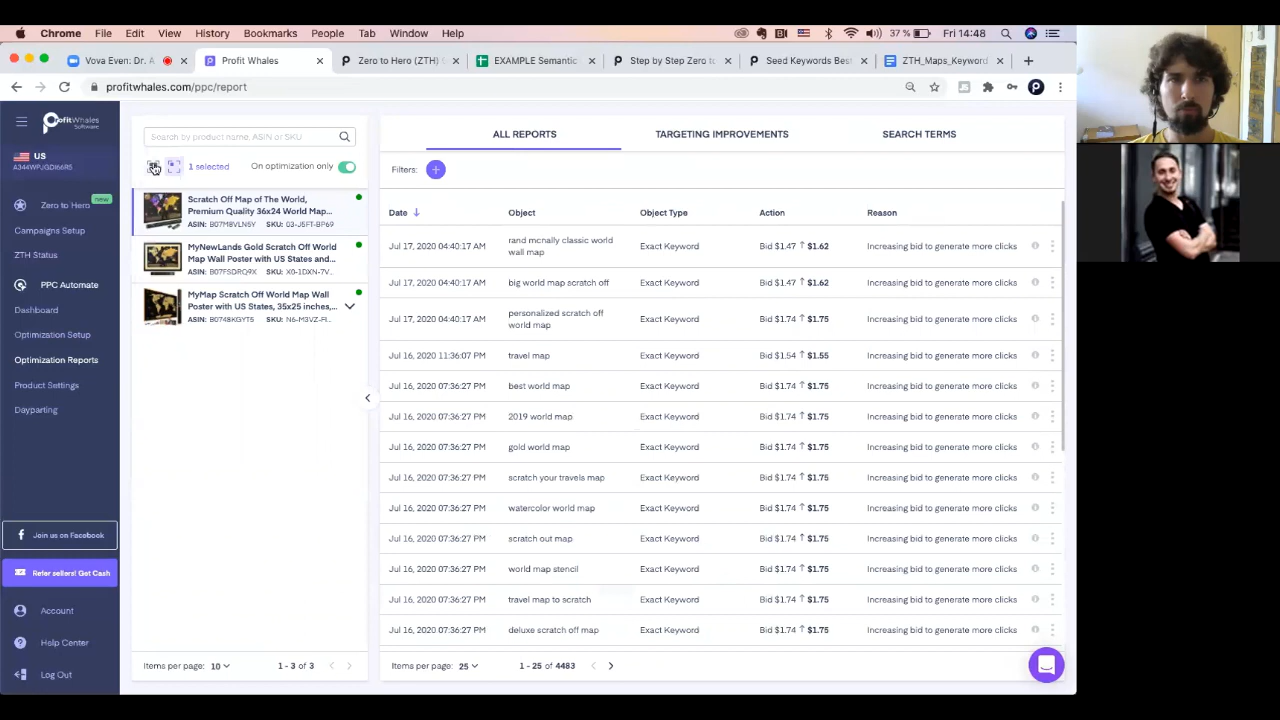 Chrome File Edit View History Bookmarks People Tab Window Help 37 % Fri 14:48
Vova Even: Dr. A Profit Whales Zero to Hero (ZTH) C EXAMPLE Semantic Step by Step Zero to Seed Keywords Best ZTH_Maps_Keyword
profitwhales.com/ppc/report
ProfitWhales
Software
US
Zero to Hero new
Campaigns Setup
ZTH Status
PPC Automate
Dashboard
Optimization Setup
Optimization Reports
Product Settings
Dayparting
Join us on Facebook
Refer sellers! Get Cash
Account
Help Center
Log Out
Search by product name, ASIN or SKU
1 selected On optimization only
Scratch Off Map of The World,
Premium Quality 36x24 World Map...
ASIN: B07M8VLN5Y SKU: 03-J5FT-BP69
MyNewLands Gold Scratch Off World
Map Wall Poster with US States and...
ASIN: B07FSDRQ9X SKU: X0-1DXN-7V...
MyMap Scratch Off World Map Wall
Poster with US States, 35x25 inches,...
ASIN: B0748KGYT5 SKU: N6-M3VZ-FI...
Items per page: 10 1 - 3 of 3
ALL REPORTS TARGETING IMPROVEMENTS SEARCH TERMS
Filters:
Date Object Object Type Action Reason
Jul 17, 2020 04:40:17 AM rand mcnally classic world wall map Exact Keyword Bid $1.47 ↑ $1.62 Increasing bid to generate more clicks
Jul 17, 2020 04:40:17 AM big world map scratch off Exact Keyword Bid $1.47 ↑ $1.62 Increasing bid to generate more clicks
Jul 17, 2020 04:40:17 AM personalized scratch off world map Exact Keyword Bid $1.74 ↑ $1.75 Increasing bid to generate more clicks
Jul 16, 2020 11:36:07 PM travel map Exact Keyword Bid $1.54 ↑ $1.55 Increasing bid to generate more clicks
Jul 16, 2020 07:36:27 PM best world map Exact Keyword Bid $1.74 ↑ $1.75 Increasing bid to generate more clicks
Jul 16, 2020 07:36:27 PM 2019 world map Exact Keyword Bid $1.74 ↑ $1.75 Increasing bid to generate more clicks
Jul 16, 2020 07:36:27 PM gold world map Exact Keyword Bid $1.74 ↑ $1.75 Increasing bid to generate more clicks
Jul 16, 2020 07:36:27 PM scratch your travels map Exact Keyword Bid $1.74 ↑ $1.75 Increasing bid to generate more clicks
Jul 16, 2020 07:36:27 PM watercolor world map Exact Keyword Bid $1.74 ↑ $1.75 Increasing bid to generate more clicks
Jul 16, 2020 07:36:27 PM scratch out map Exact Keyword Bid $1.74 ↑ $1.75 Increasing bid to generate more clicks
Jul 16, 2020 07:36:27 PM world map stencil Exact Keyword Bid $1.74 ↑ $1.75 Increasing bid to generate more clicks
Jul 16, 2020 07:36:27 PM travel map to scratch Exact Keyword Bid $1.74 ↑ $1.75 Increasing bid to generate more clicks
Jul 16, 2020 07:36:27 PM deluxe scratch off map Exact Keyword Bid $1.74 ↑ $1.75 Increasing bid to generate more clicks
Items per page: 25 1 - 25 of 4483